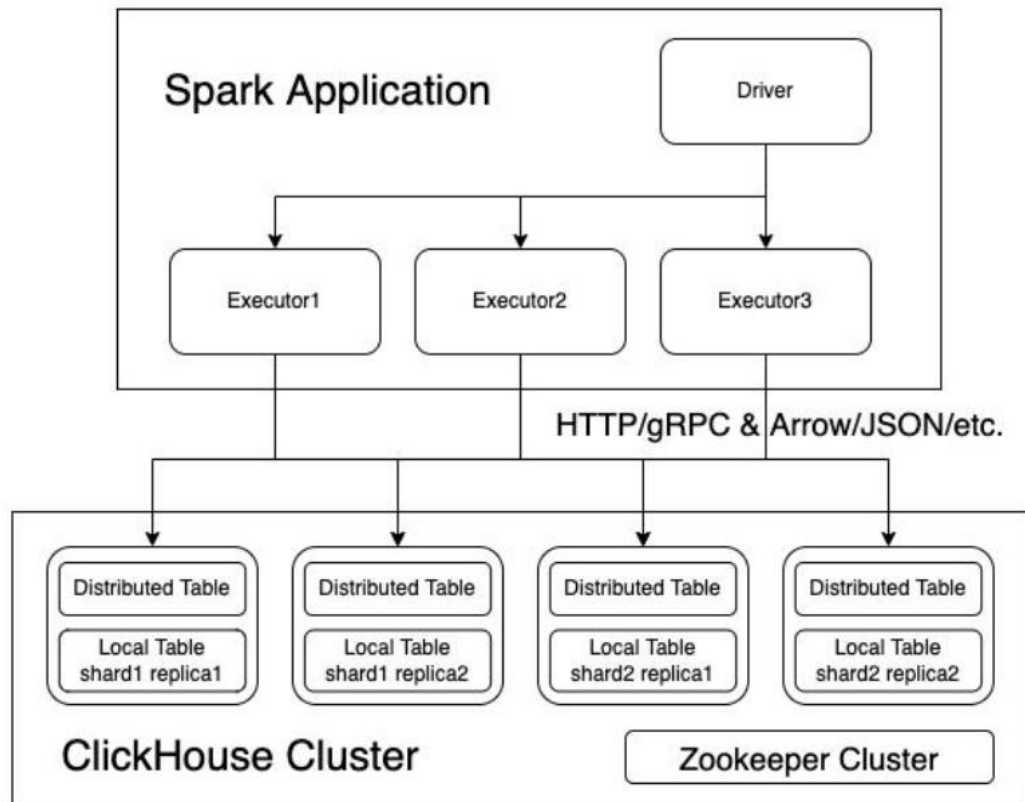 Spark Application
Driver
Executor1
Executor2
Executor3
HTTP/gRPC & Arrow/JSON/etc.
Distributed Table
Local Table
shard1 replica1
Distributed Table
Local Table
shard1 replica2
Distributed Table
Local Table
shard2 replica1
Distributed Table
Local Table
shard2 replica2
ClickHouse Cluster
Zookeeper Cluster